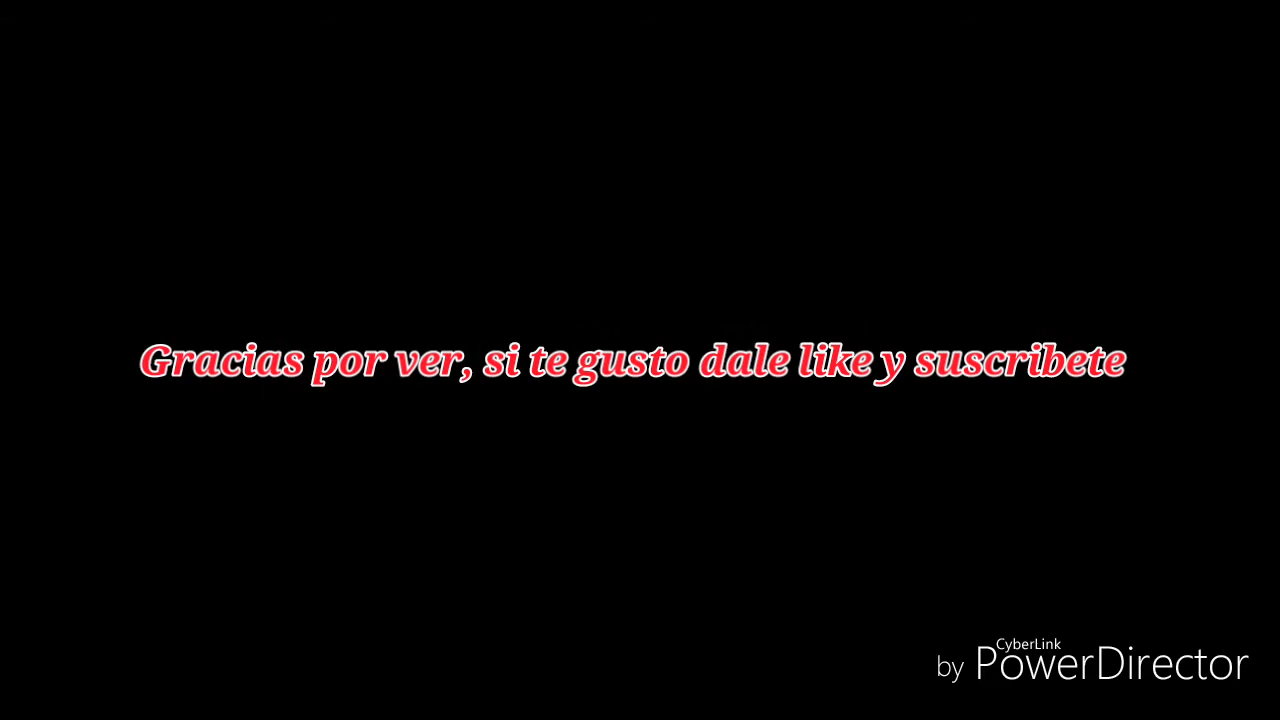 Gracias por ver, si te gusto dale like y suscribete
CyberLink
by PowerDirector